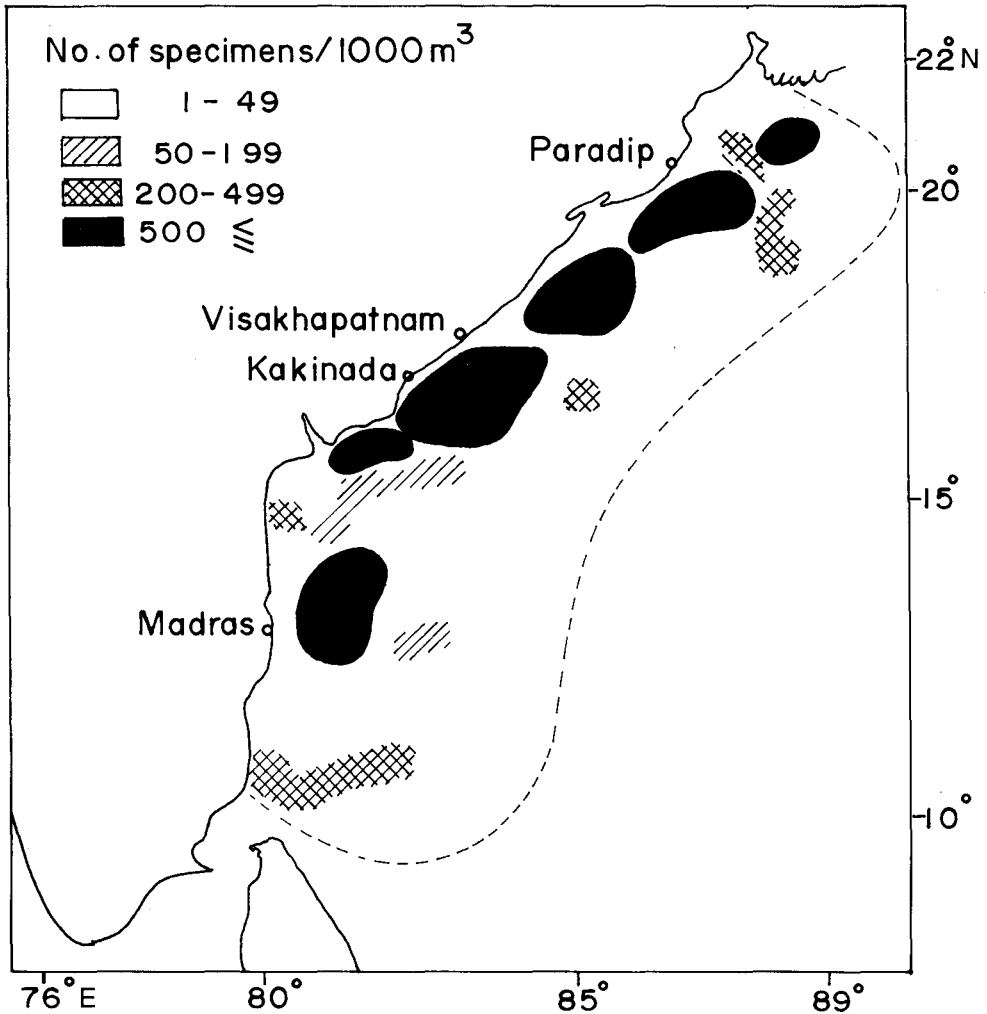 No. of specimens/1000 m³
1 - 49
50 - 199
200 - 499
500 ≤
22° N
Paradip
20°
Visakhapatnam
Kakinada
15°
Madras
10°
76° E 80° 85° 89°